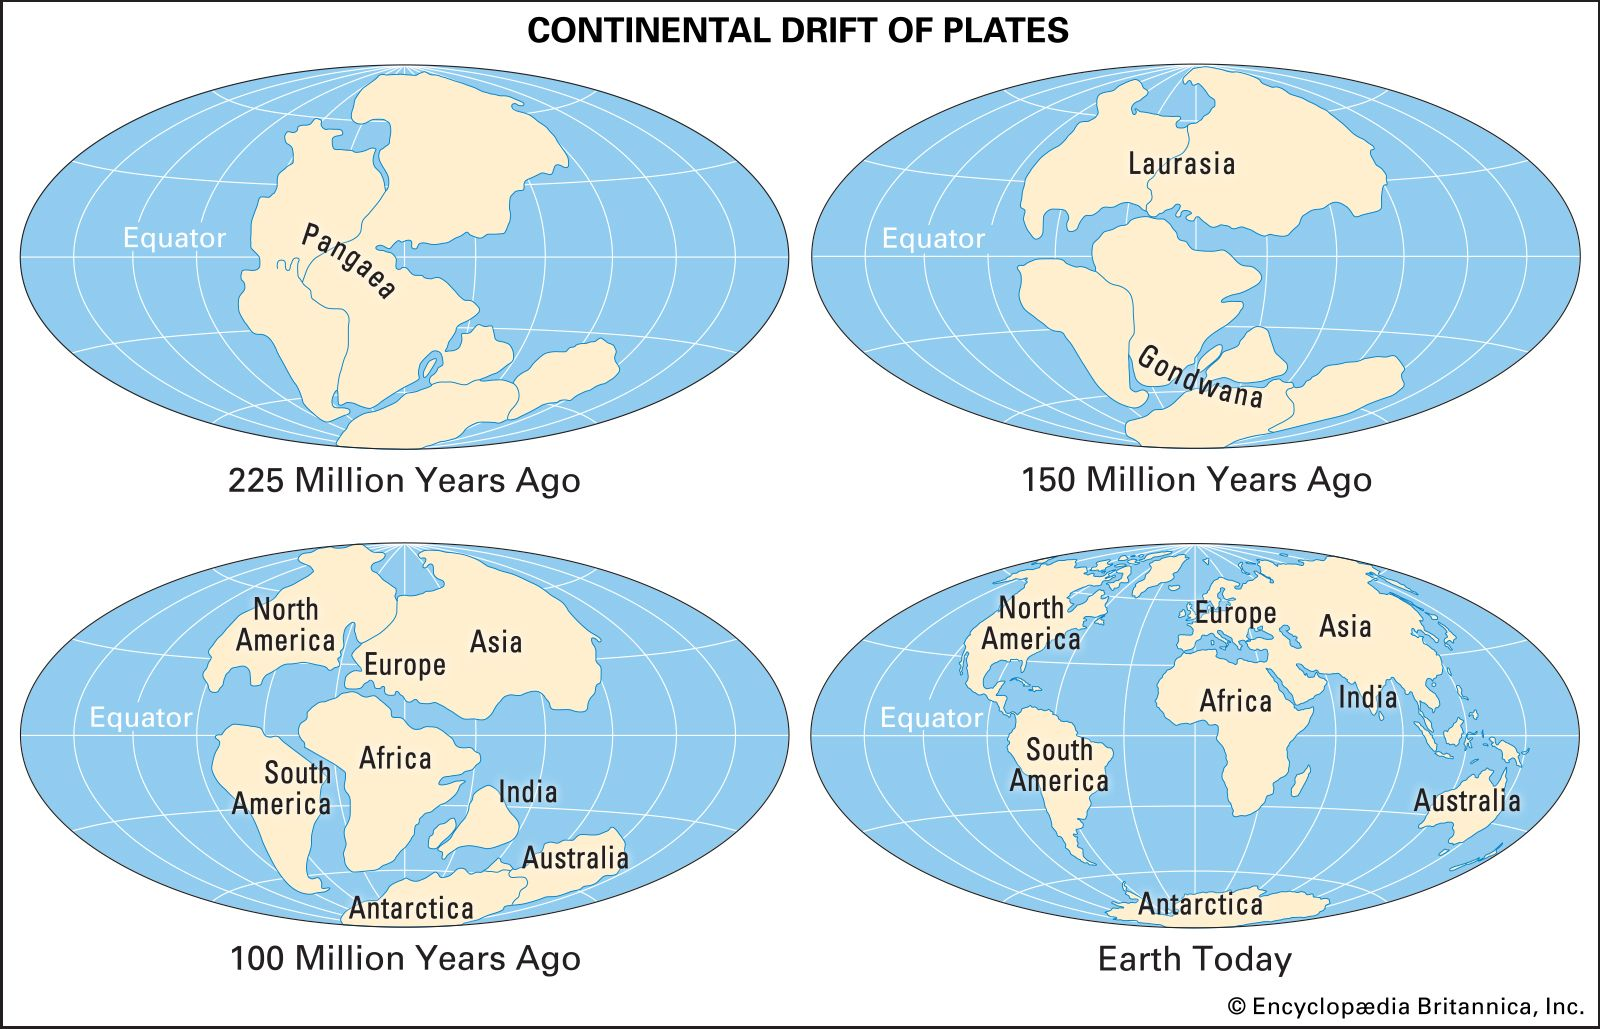 CONTINENTAL DRIFT OF PLATES
Equator
Pangaea
225 Million Years Ago
Laurasia
Equator
Gondwana
150 Million Years Ago
North
America
Asia
Europe
Equator
Africa
South
America
India
Australia
Antarctica
100 Million Years Ago
North
America
Europe
Asia
Africa
India
Equator
South
America
Australia
Antarctica
Earth Today
© Encyclopædia Britannica, Inc.